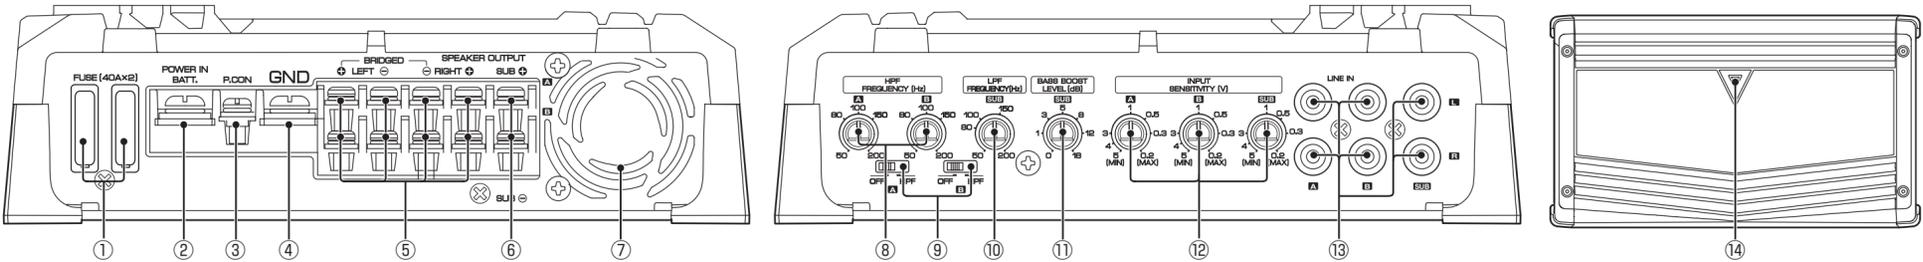 FUSE (40A×2)
POWER IN
BATT.
P.CON
GND
BRIDGED
SPEAKER OUTPUT
⊕ LEFT ⊖ ⊖ RIGHT ⊕ SUB ⊕
A
B
SUB ⊖
① ② ③ ④ ⑤ ⑥ ⑦
HPF
FREQUENCY (Hz)
LPF
FREQUENCY(Hz)
BASS BOOST
LEVEL (dB)
INPUT
SENSITIVITY (V)
LINE IN
A B SUB SUB A B SUB
50 80 100 150 200
50 80 100 150 200
50 80 100 150 200
0 1 3 5 8 12 18
5 4 3 1 0.5 0.3 0.2
(MIN) (MAX)
5 4 3 1 0.5 0.3 0.2
(MIN) (MAX)
5 4 3 1 0.5 0.3 0.2
(MIN) (MAX)
OFF HPF
A
OFF HPF
B
L
R
A B SUB
⑧ ⑨ ⑩ ⑪ ⑫ ⑬ ⑭